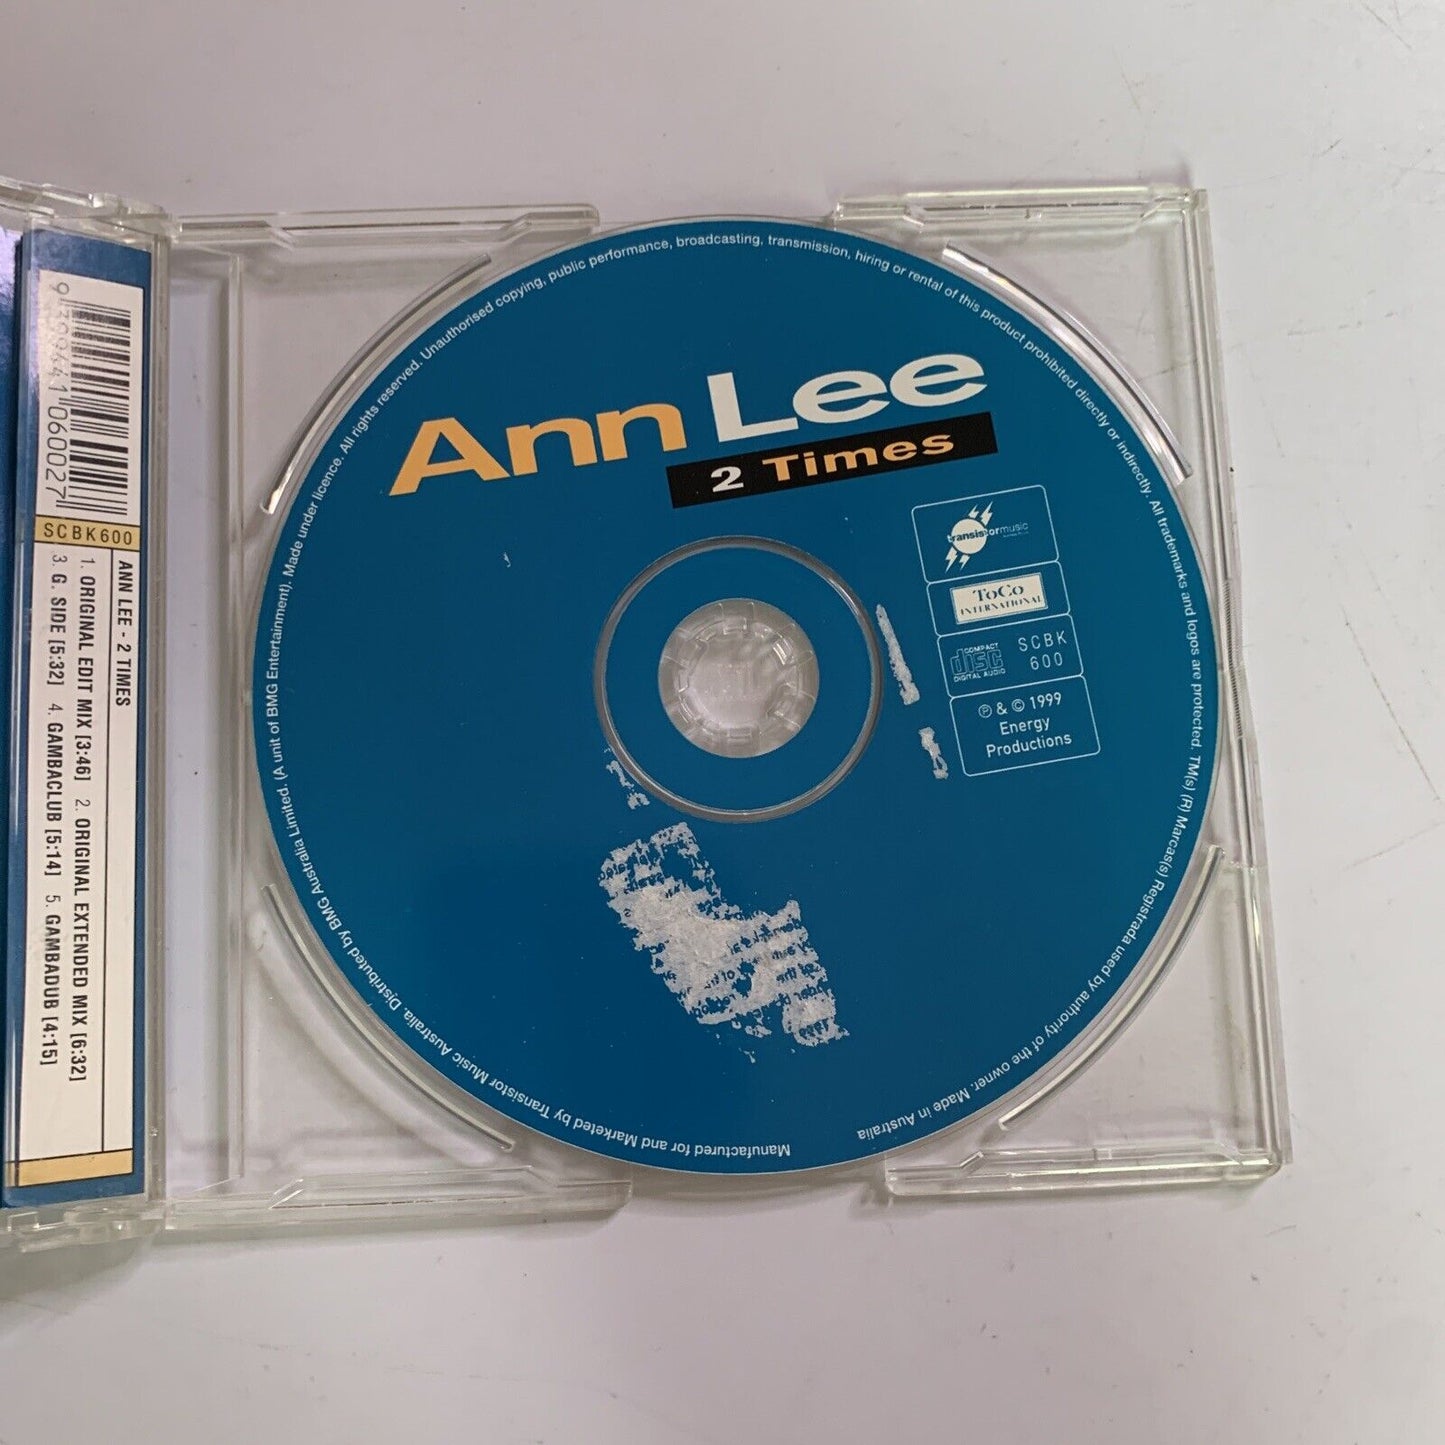 9 399441 060027
SCBK600
ANN LEE - 2 TIMES
1. ORIGINAL EDIT MIX [3:46] 2. ORIGINAL EXTENDED MIX [6:32]
3. G. SIDE [5:32] 4. GAMBACLUB [5:14] 5. GAMBADUB [4:15]
Ann Lee
2 Times
transistormusic
ToCo
INTERNATIONAL
COMPACT
disc
DIGITAL AUDIO
SCBK
600
℗ & © 1999
Energy
Productions
Manufactured for and Marketed by Transistor Music Australia. Distributed by BMG Australia Limited. (A unit of BMG Entertainment). Made under licence. All rights reserved. Unauthorised copying, public performance, broadcasting, transmission, hiring or rental of this product prohibited directly or indirectly. All trademarks and logos are protected. TM(s) (R) Marcas(s) Registrada used by authority of the owner. Made in Australia